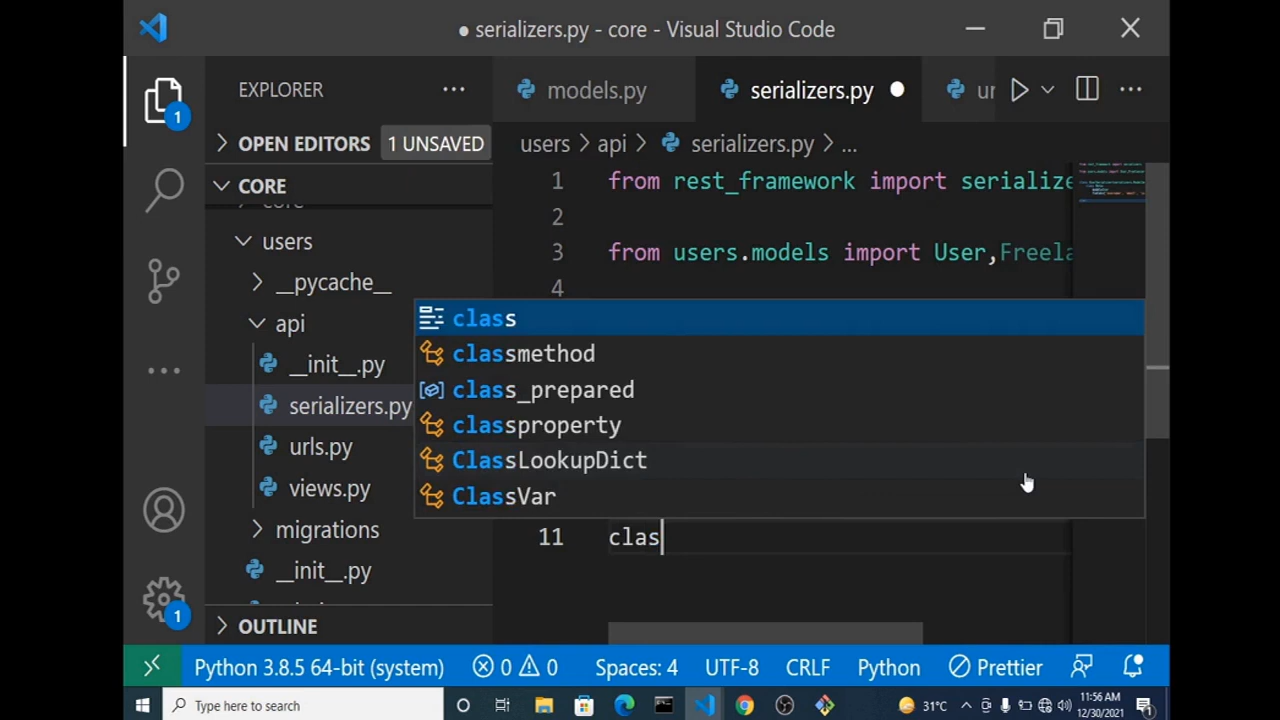 ● serializers.py - core - Visual Studio Code
EXPLORER
models.py
serializers.py
ur
1
OPEN EDITORS
1 UNSAVED
users > api > serializers.py > ...
CORE
1 from rest_framework import serialize
2
users
3 from users.models import User,Freela
__pycache__
4
api
class
classmethod
__init__.py
class_prepared
serializers.py
classproperty
urls.py
ClassLookupDict
views.py
ClassVar
migrations
11 clas
__init__.py
1
OUTLINE
Python 3.8.5 64-bit (system)
0
0
Spaces: 4
UTF-8
CRLF
Python
Prettier
Type here to search
31°C
11:56 AM
12/30/2021
1